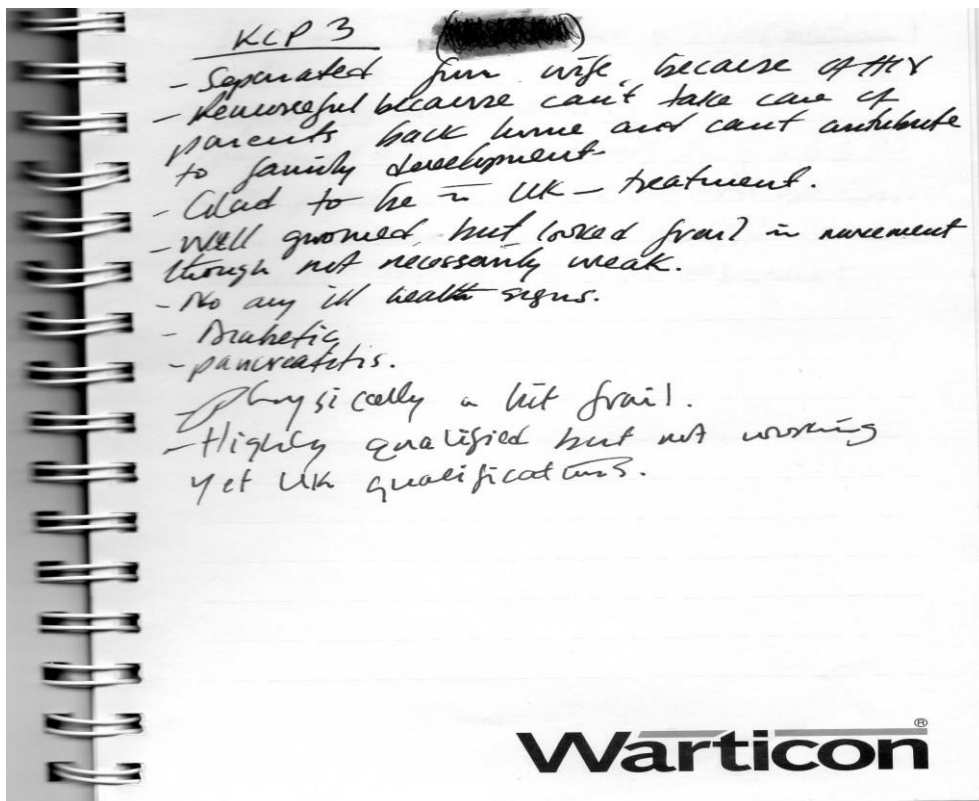 KCP 3
- Separated from wife, because of HIV
- Remorseful because can't take care of
parents back home and cant contribute
to family development
- Glad to be in UK - treatment.
- Well groomed, but looked frail in movement
though not necessarily weak.
- No any ill health signs.
- Diabetic
- pancreatitis.
- physically a bit frail.
- Highly qualified but not working
yet UK qualifications.
Warticon®